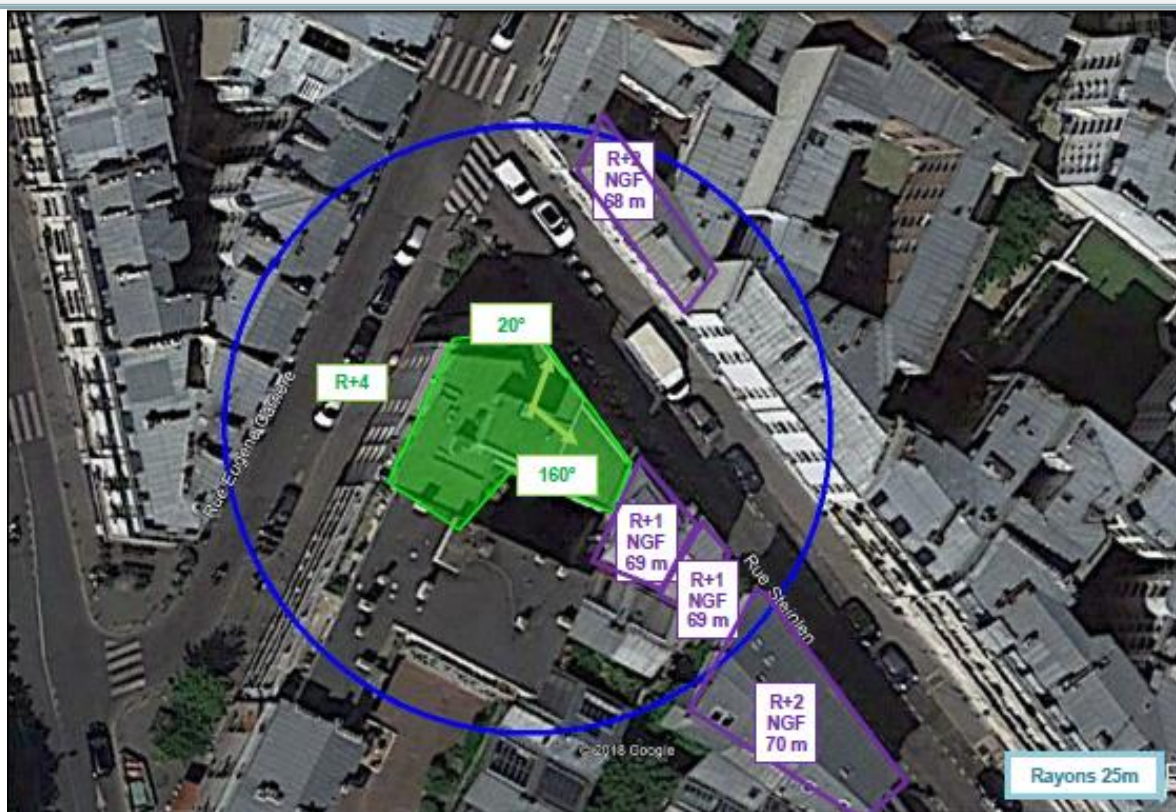 R+2
NGF
68 m
20°
R+4
160°
Rue Eugène Carrière
R+1
NGF
69 m
R+1
NGF
69 m
Rue Steinlen
R+2
NGF
70 m
© 2018 Google
Rayons 25m